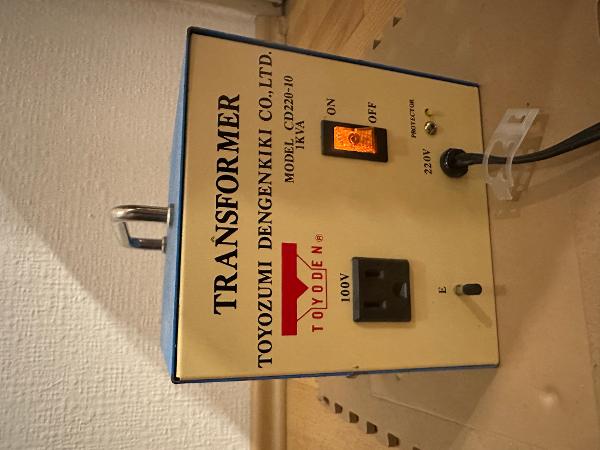 TRANSFORMER
TOYOZUMI DENGENKIKI CO.,LTD.
MODEL CD220-10
1KVA
TOYODEN®
ON
OFF
100V
PROTECTOR
220V
E